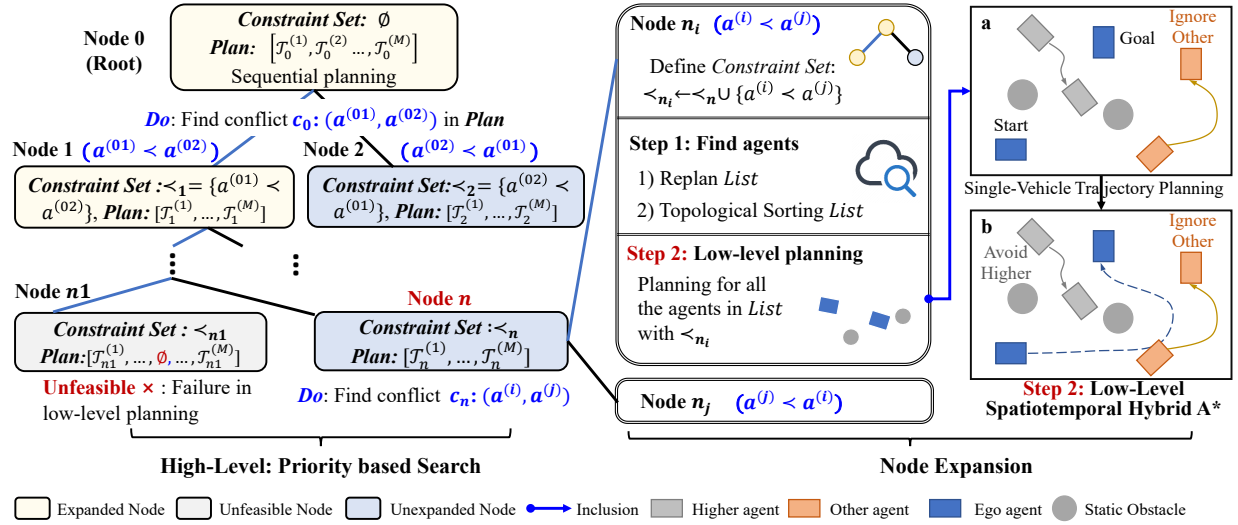 Node 0
(Root)
Constraint Set: ∅
Plan: [𝒯₀⁽¹⁾, 𝒯₀⁽²⁾ …, 𝒯₀⁽ᴹ⁾]
Sequential planning
Do: Find conflict c₀: (a⁽⁰¹⁾, a⁽⁰²⁾) in Plan
Node 1 (a⁽⁰¹⁾ ≺ a⁽⁰²⁾)
Constraint Set :≺₁= {a⁽⁰¹⁾ ≺
a⁽⁰²⁾}, Plan: [𝒯₁⁽¹⁾, …, 𝒯₁⁽ᴹ⁾]
Node 2 (a⁽⁰²⁾ ≺ a⁽⁰¹⁾)
Constraint Set:≺₂= {a⁽⁰²⁾ ≺
a⁽⁰¹⁾}, Plan: [𝒯₂⁽¹⁾, …, 𝒯₂⁽ᴹ⁾]
⋮
⋮
Node n1
Constraint Set : ≺ₙ₁
Plan:[𝒯ₙ₁⁽¹⁾, …, ∅, …, 𝒯ₙ₁⁽ᴹ⁾]
Unfeasible × : Failure in
low-level planning
Node n
Constraint Set :≺ₙ
Plan: [𝒯ₙ⁽¹⁾, …, 𝒯ₙ⁽ᴹ⁾]
Do: Find conflict cₙ: (a⁽ⁱ⁾, a⁽ʲ⁾)
High-Level: Priority based Search
Node nᵢ (a⁽ⁱ⁾ ≺ a⁽ʲ⁾)
Define Constraint Set:
≺ₙᵢ←≺ₙ∪ {a⁽ⁱ⁾ ≺ a⁽ʲ⁾}
Step 1: Find agents
1) Replan List
2) Topological Sorting List
Step 2: Low-level planning
Planning for all
the agents in List
with ≺ₙᵢ
Node nⱼ (a⁽ʲ⁾ ≺ a⁽ⁱ⁾)
a
Goal
Ignore
Other
Start
Single-Vehicle Trajectory Planning
b
Avoid
Higher
Ignore
Other
Step 2: Low-Level
Spatiotemporal Hybrid A*
Node Expansion
Expanded Node
Unfeasible Node
Unexpanded Node
Inclusion
Higher agent
Other agent
Ego agent
Static Obstacle